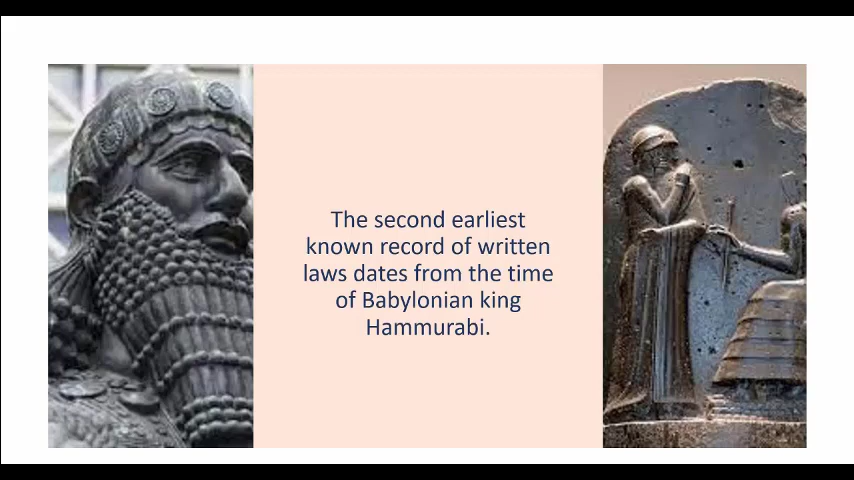 The second earliest
known record of written
laws dates from the time
of Babylonian king
Hammurabi.